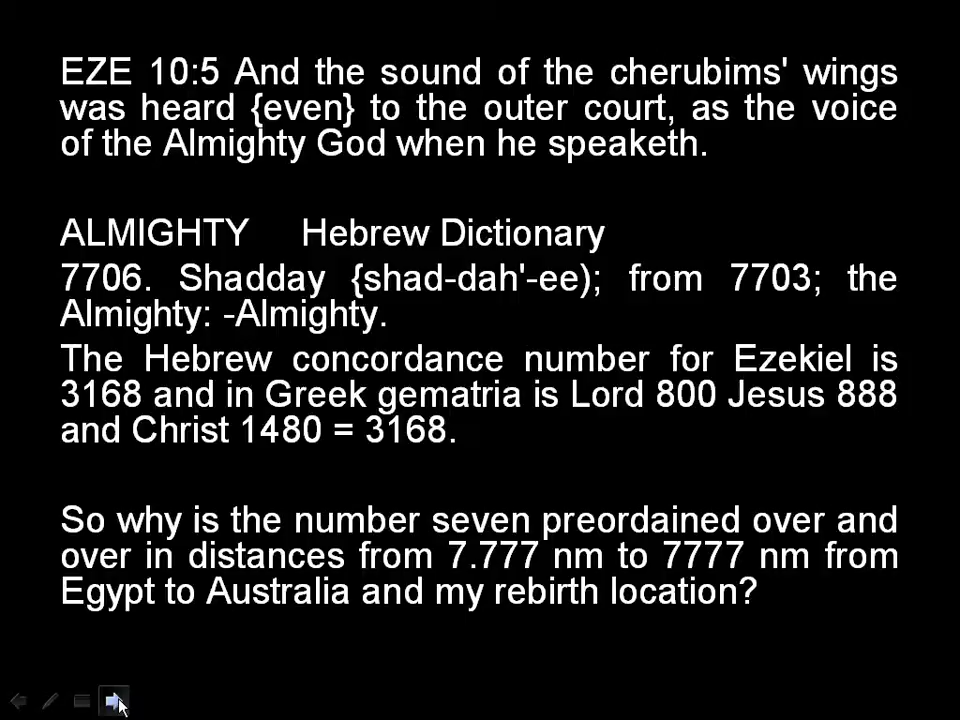 EZE 10:5 And the sound of the cherubims' wings
was heard {even} to the outer court, as the voice
of the Almighty God when he speaketh.
ALMIGHTY Hebrew Dictionary
7706. Shadday {shad-dah'-ee); from 7703; the
Almighty: -Almighty.
The Hebrew concordance number for Ezekiel is
3168 and in Greek gematria is Lord 800 Jesus 888
and Christ 1480 = 3168.
So why is the number seven preordained over and
over in distances from 7.777 nm to 7777 nm from
Egypt to Australia and my rebirth location?